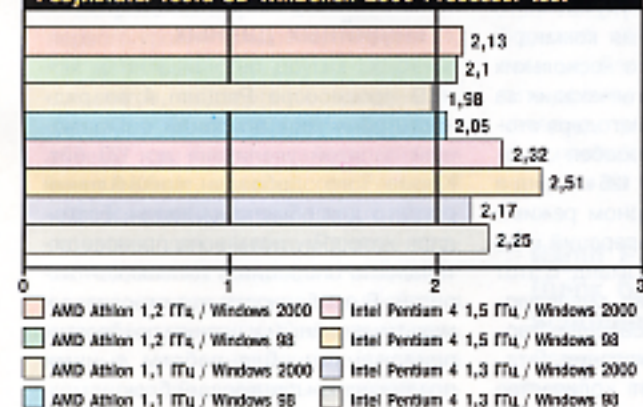 2,13
2,1
1,98
2,05
2,32
2,51
2,17
2,25
0 1 2 3
AMD Athlon 1,2 ГГц / Windows 2000 Intel Pentium 4 1,5 ГГц / Windows 2000
AMD Athlon 1,2 ГГц / Windows 98 Intel Pentium 4 1,5 ГГц / Windows 98
AMD Athlon 1,1 ГГц / Windows 2000 Intel Pentium 4 1,3 ГГц / Windows 2000
AMD Athlon 1,1 ГГц / Windows 98 Intel Pentium 4 1,3 ГГц / Windows 98